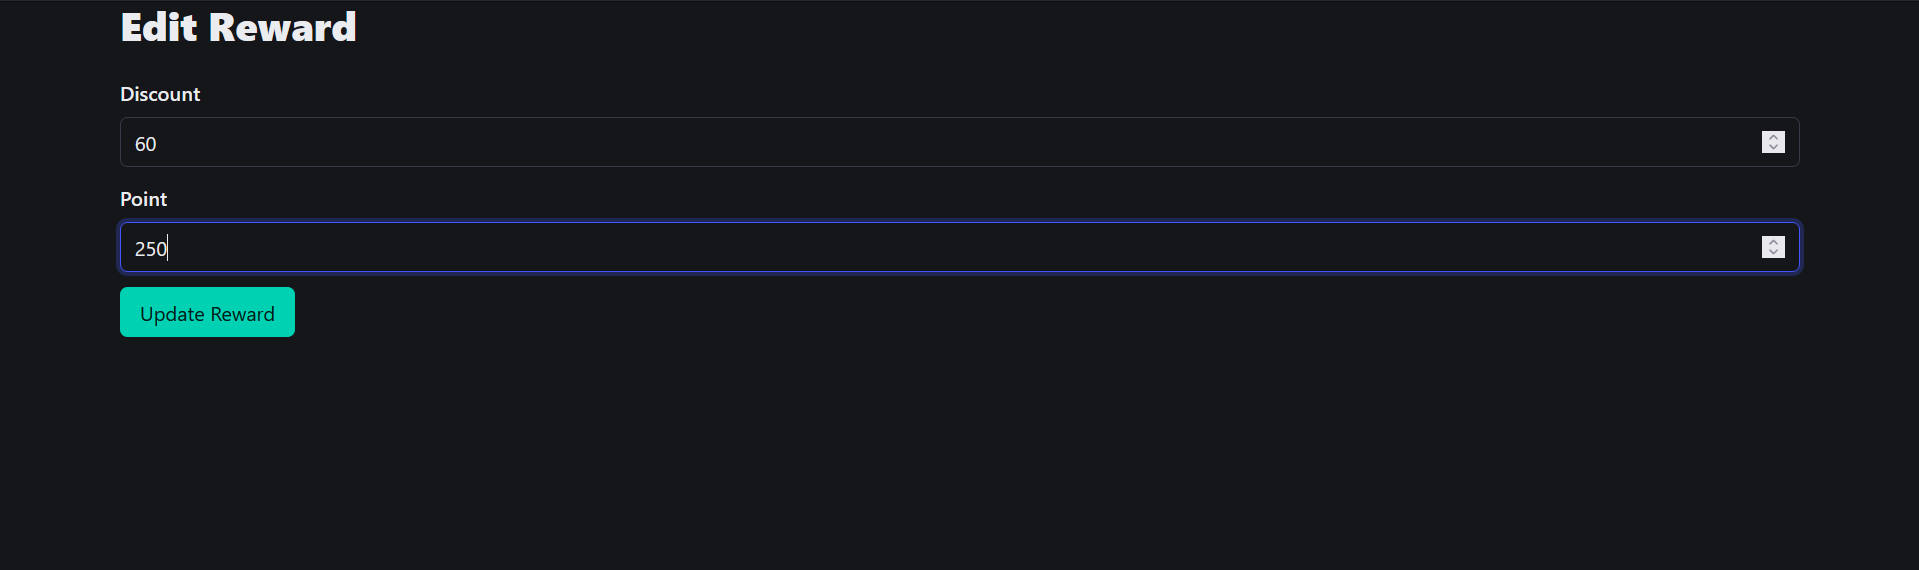 Edit Reward
Discount
60
Point
250
Update Reward